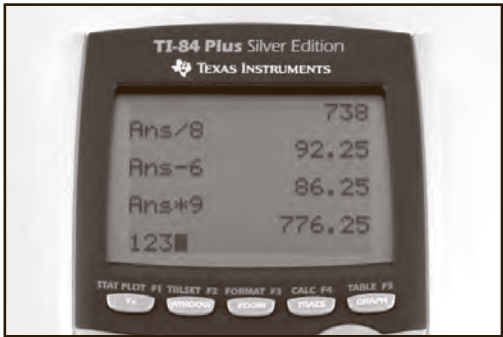 TI-84 Plus Silver Edition
TEXAS INSTRUMENTS
738
Ans/8
92.25
Ans-6
86.25
Ans*9
776.25
123
STAT PLOT F1 TBLSET F2 FORMAT F3 CALC F4 TABLE F5
Y= WINDOW ZOOM TRACE GRAPH